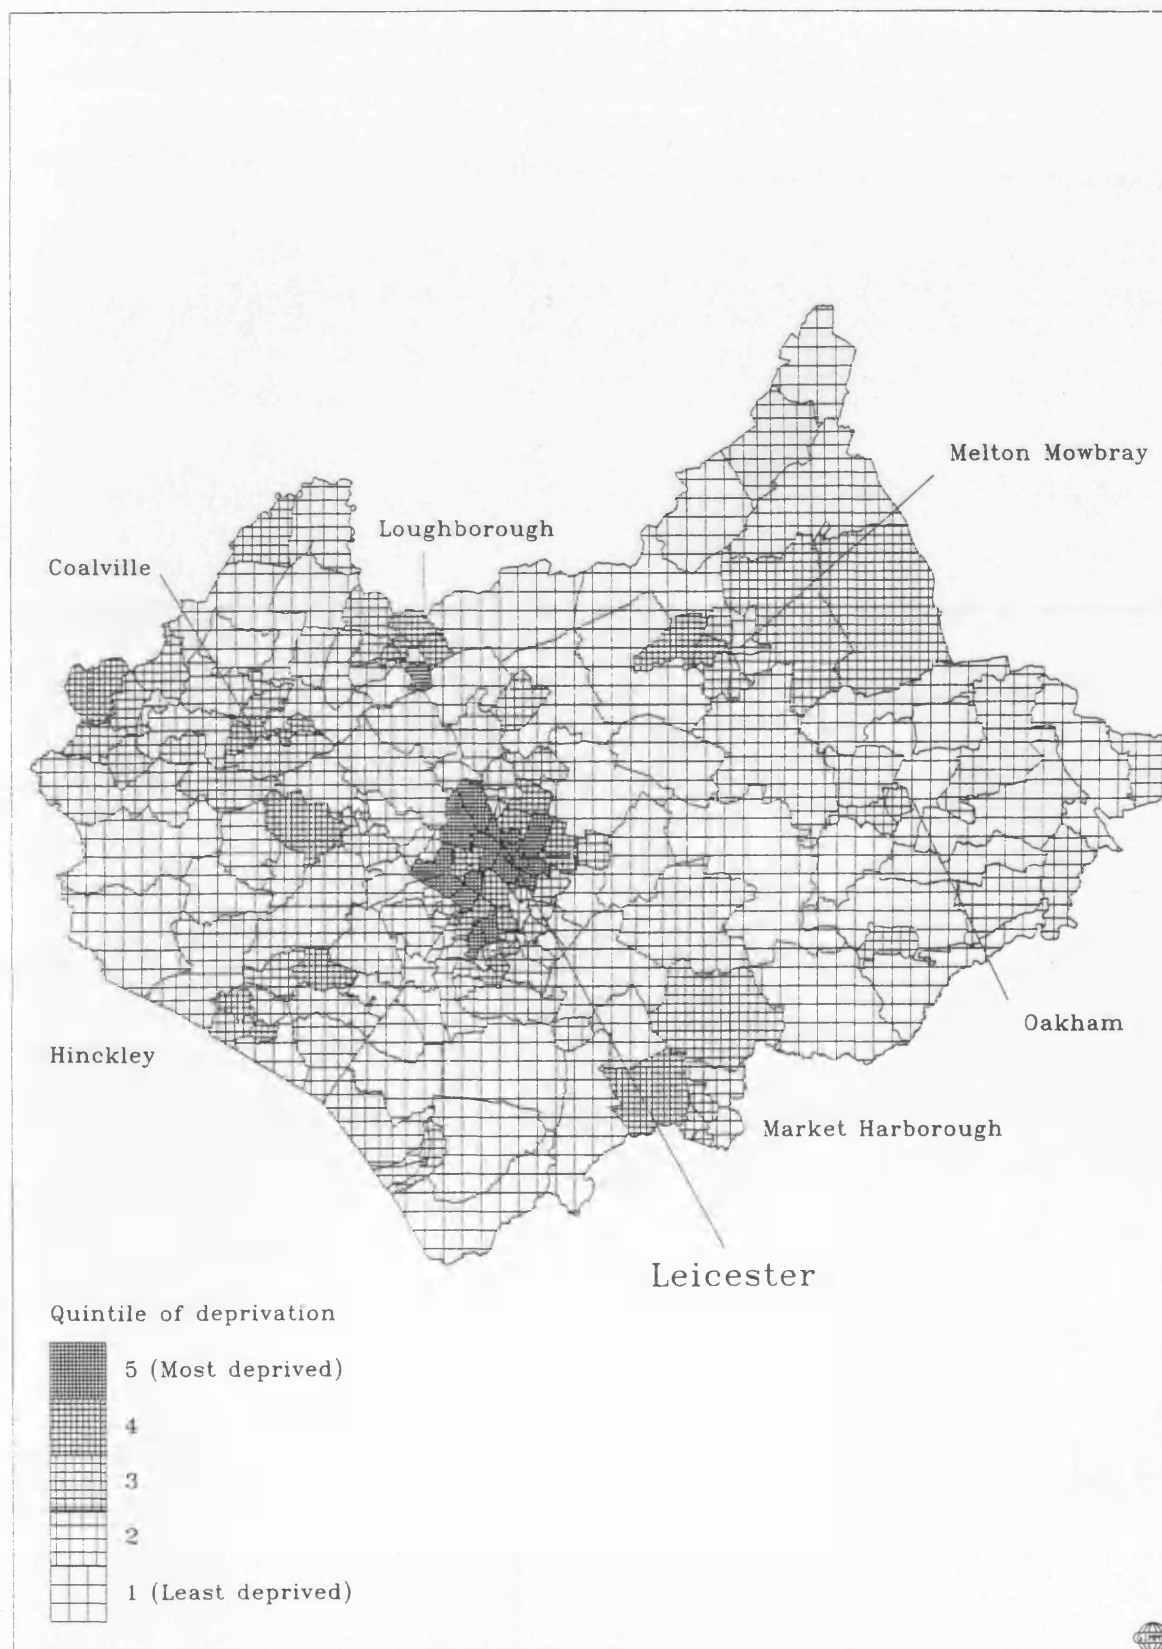 Melton Mowbray
Loughborough
Coalville
Oakham
Hinckley
Market Harborough
Leicester
Quintile of deprivation
5 (Most deprived)
4
3
2
1 (Least deprived)